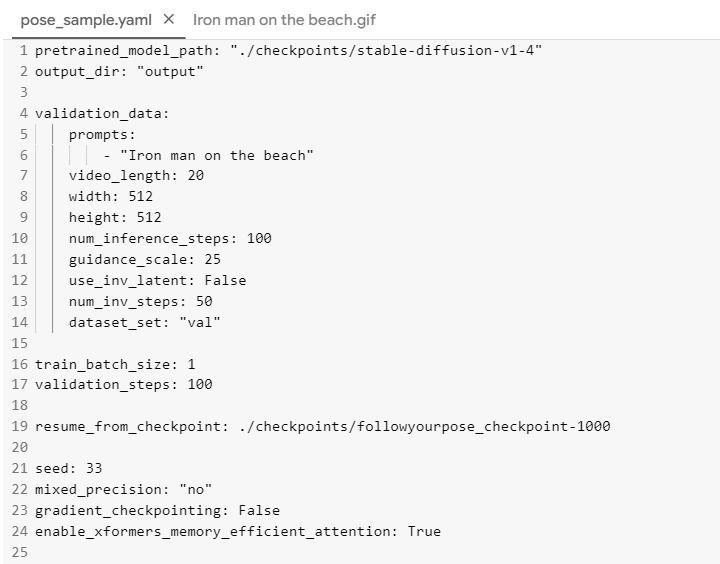 pose_sample.yaml × Iron man on the beach.gif
1 pretrained_model_path: "./checkpoints/stable-diffusion-v1-4"
2 output_dir: "output"
3
4 validation_data:
5 prompts:
6 - "Iron man on the beach"
7 video_length: 20
8 width: 512
9 height: 512
10 num_inference_steps: 100
11 guidance_scale: 25
12 use_inv_latent: False
13 num_inv_steps: 50
14 dataset_set: "val"
15
16 train_batch_size: 1
17 validation_steps: 100
18
19 resume_from_checkpoint: ./checkpoints/followyourpose_checkpoint-1000
20
21 seed: 33
22 mixed_precision: "no"
23 gradient_checkpointing: False
24 enable_xformers_memory_efficient_attention: True
25